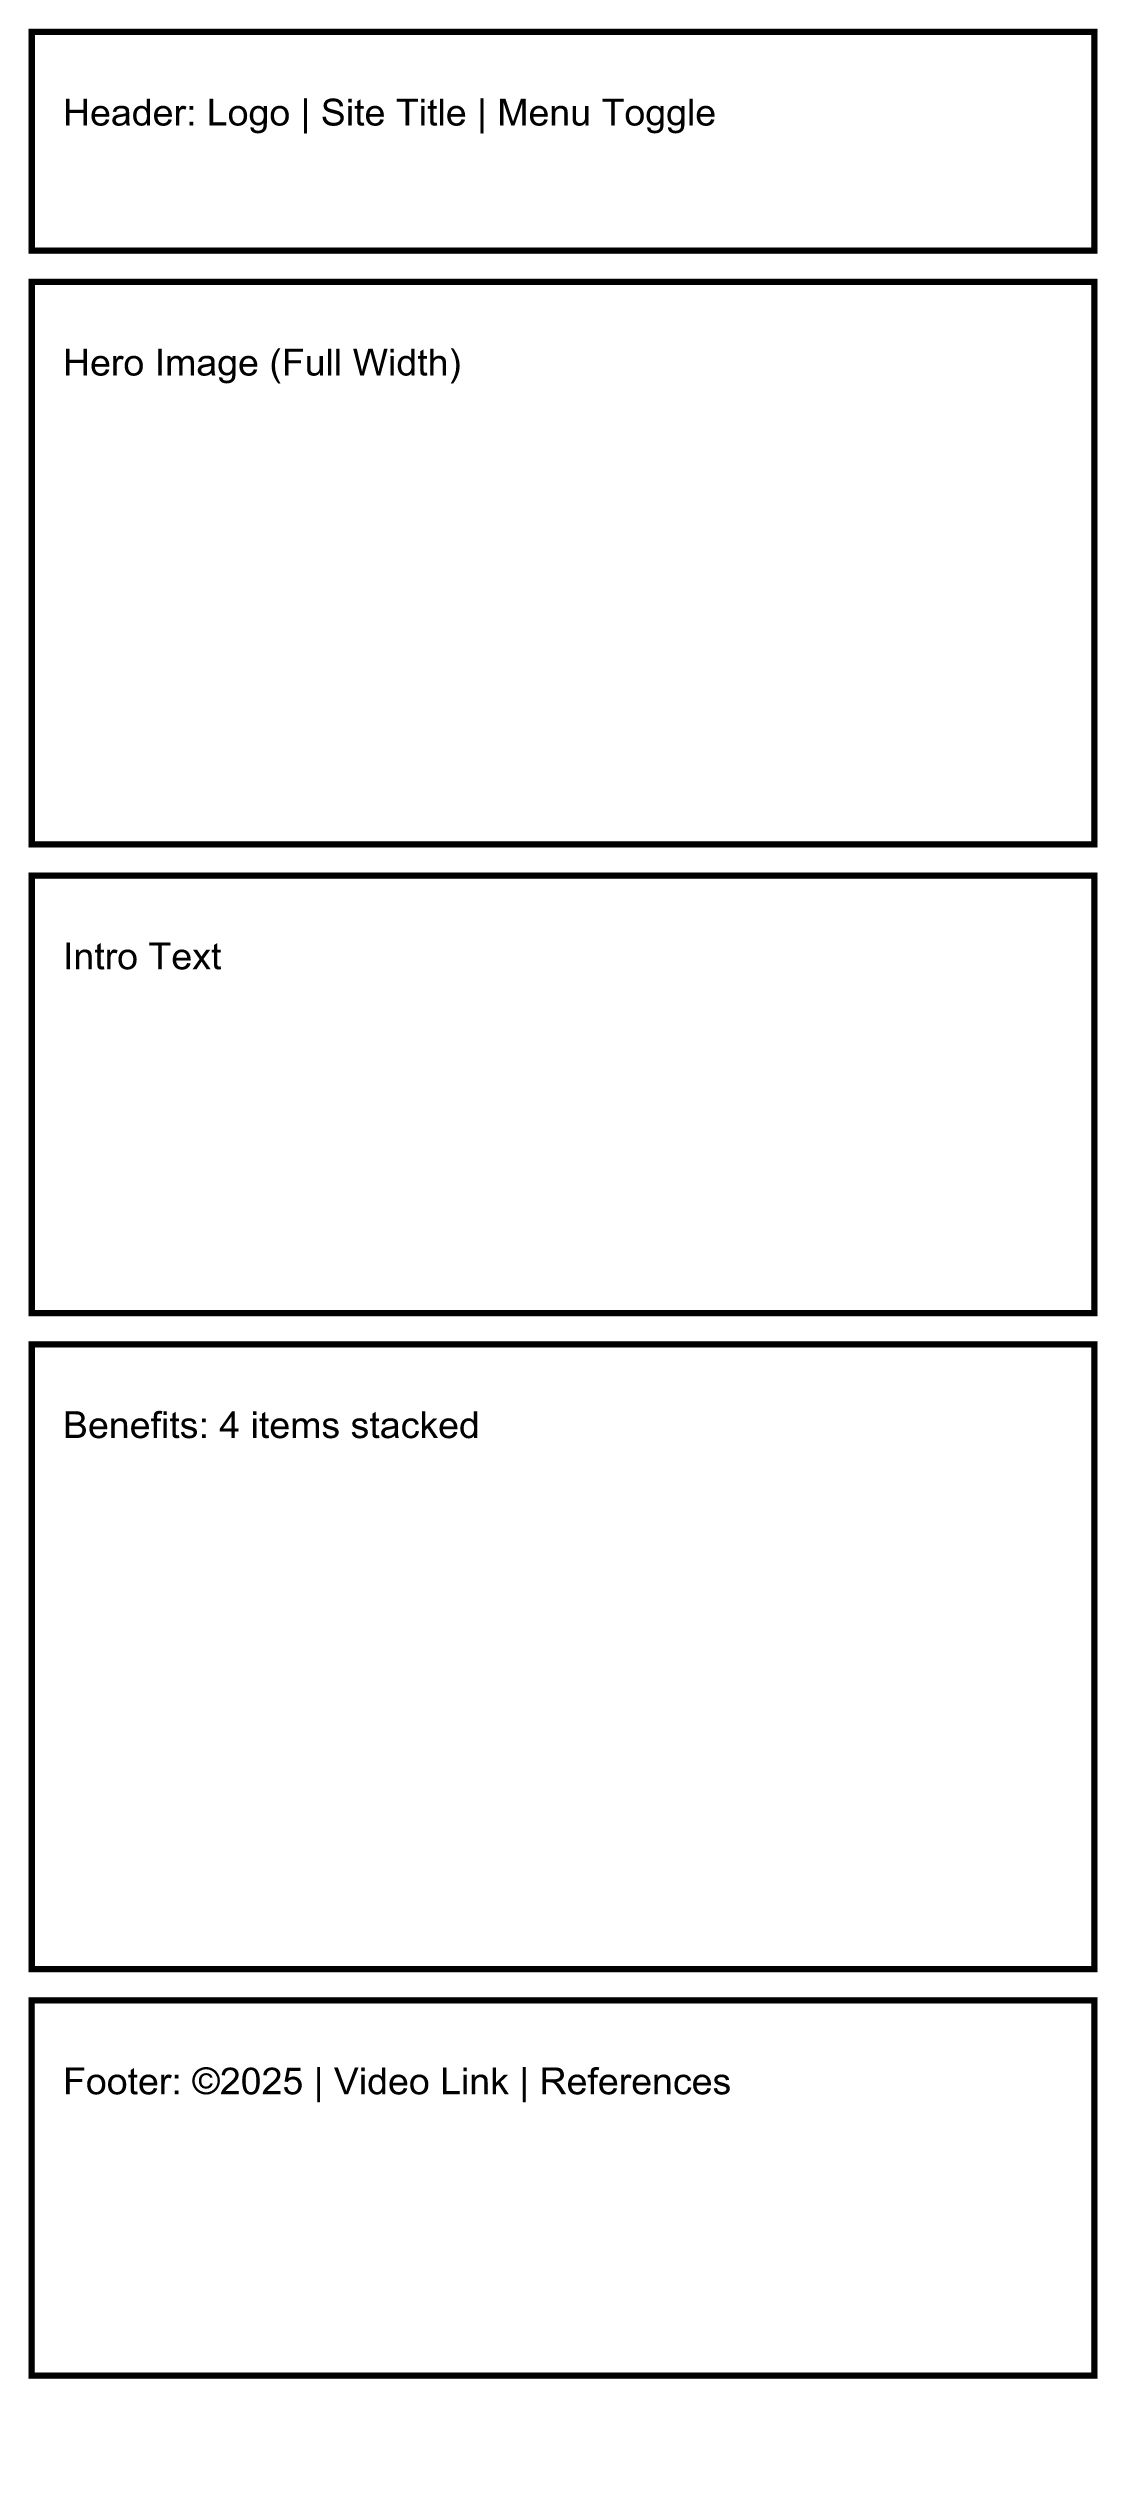 Header: Logo | Site Title | Menu Toggle
Hero Image (Full Width)
Intro Text
Benefits: 4 items stacked
Footer: ©2025 | Video Link | References